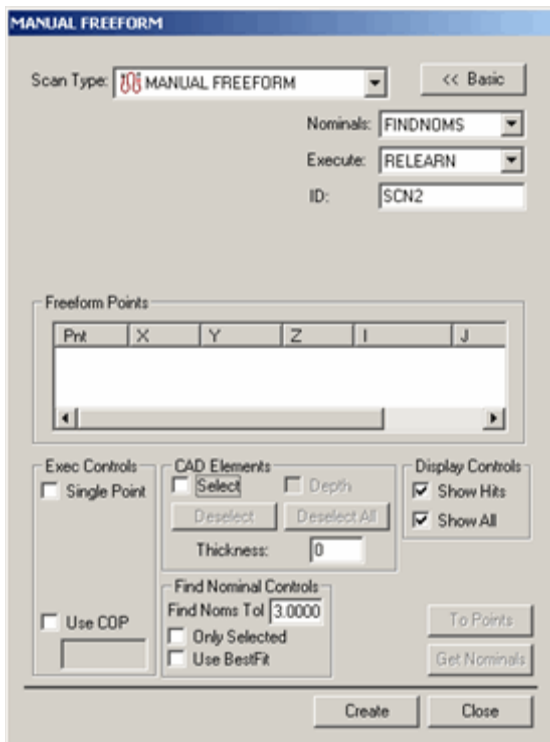 MANUAL FREEFORM
Scan Type: MANUAL FREEFORM << Basic
Nominals: FINDNOMS
Execute: RELEARN
ID: SCN2
Freeform Points
Pnt X Y Z I J
Exec Controls CAD Elements Display Controls
Single Point Select Depth Show Hits
Deselect Deselect All Show All
Thickness: 0
Find Nominal Controls
Find Noms Tol 3.0000
Use COP Only Selected To Points
Use BestFit Get Nominals
Create Close